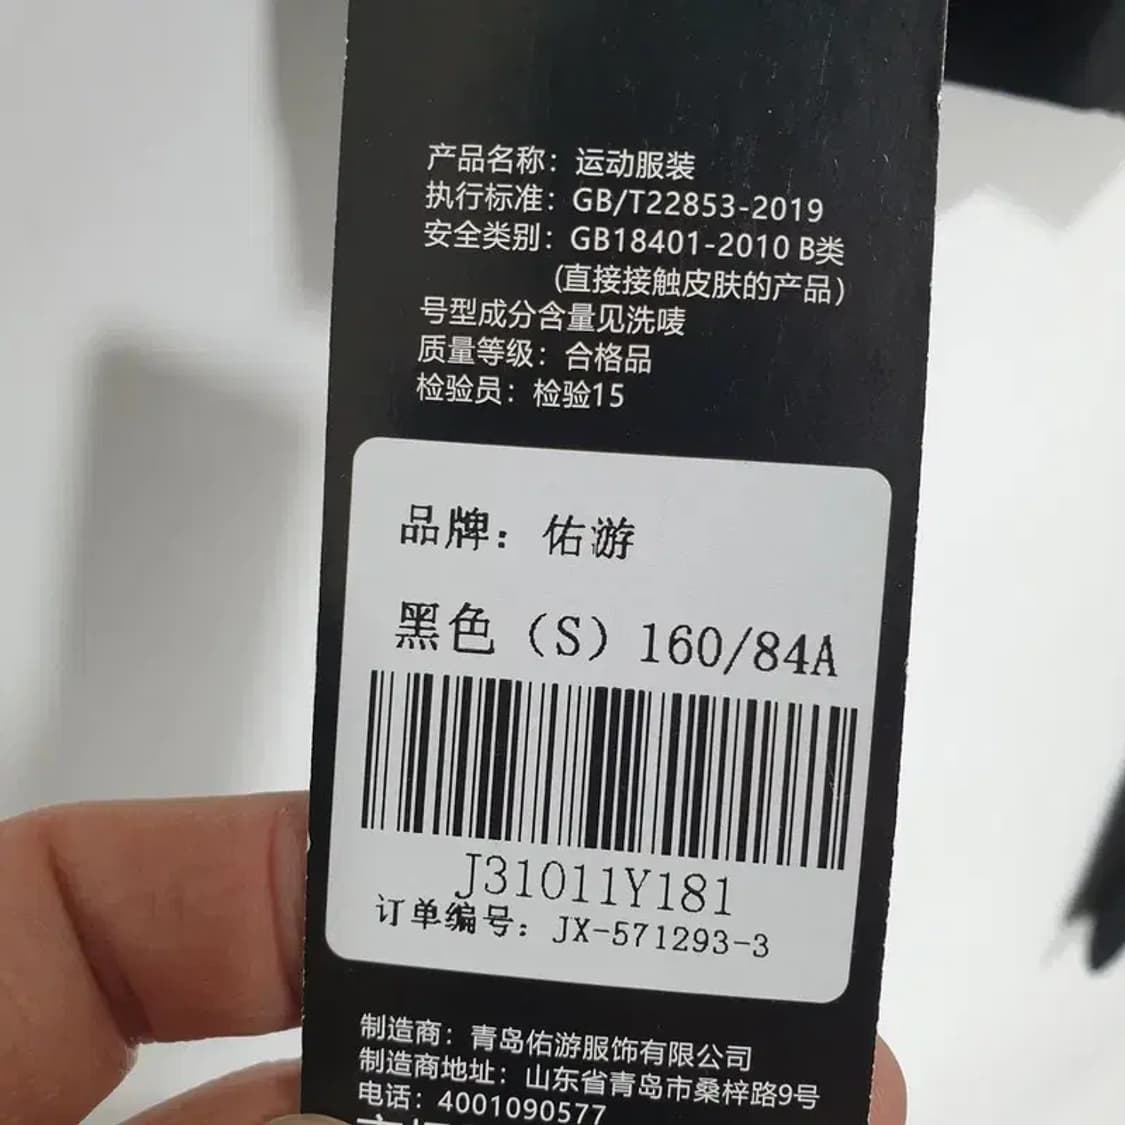 产品名称：运动服装
执行标准：GB/T22853-2019
安全类别：GB18401-2010 B类
(直接接触皮肤的产品）
号型成分含量见洗唛
质量等级：合格品
检验员：检验15
品牌：佑游
黑色（S）160/84A
J31011Y181
订单编号：JX-571293-3
制造商：青岛佑游服饰有限公司
制造商地址：山东省青岛市桑梓路9号
电话：4001090577